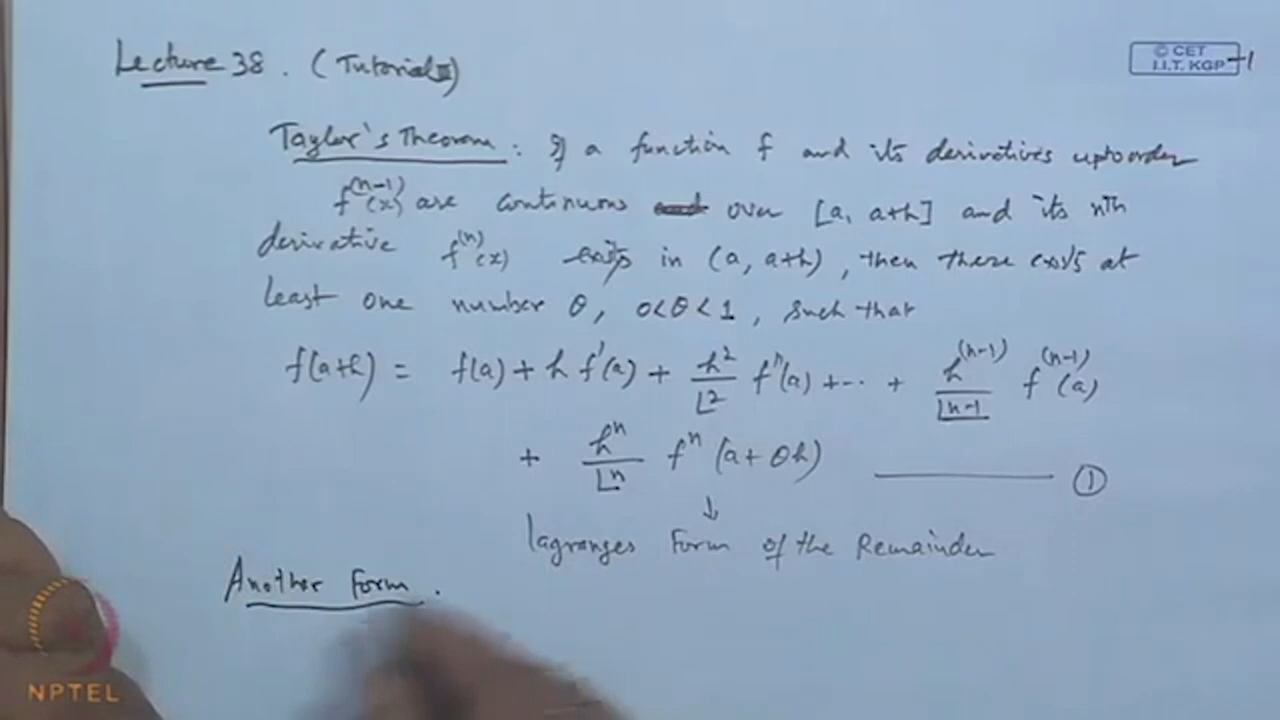 Lecture 38. (Tutorial)
© CET
I.I.T. KGP
Taylor's Theorem : If a function f and its derivatives upto order
f^(n-1)(x) are continuous over [a, a+h] and its nth
derivative f^(n)(x) exists in (a, a+h), then there exists at
least one number θ, 0<θ<1, such that
f(a+h) = f(a) + h f'(a) + h^2/∟2 f''(a) + ... + h^(n-1)/∟n-1 f^(n-1)(a)
+ h^n/∟n f^n (a+θh) ——— ①
↓
lagranges Form of the Remainder
Another Form.
NPTEL